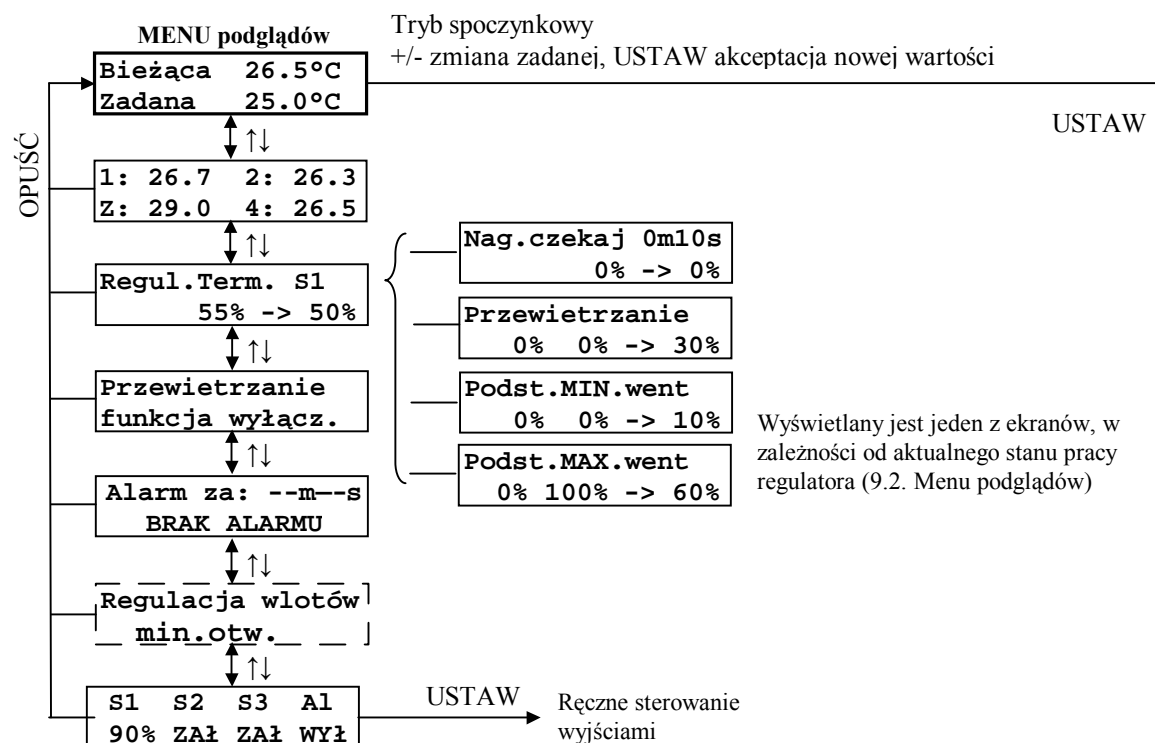 MENU podglądów
Tryb spoczynkowy
+/- zmiana zadanej, USTAW akceptacja nowej wartości
Bieżąca 26.5°C
Zadana 25.0°C
USTAW
OPUŚĆ
↑↓
1: 26.7 2: 26.3
Z: 29.0 4: 26.5
↑↓
Regul.Term. S1
55% -> 50%
Nag.czekaj 0m10s
0% -> 0%
Przewietrzanie
0% 0% -> 30%
Podst.MIN.went
0% 0% -> 10%
Podst.MAX.went
0% 100% -> 60%
Wyświetlany jest jeden z ekranów, w
zależności od aktualnego stanu pracy
regulatora (9.2. Menu podglądów)
↑↓
Przewietrzanie
funkcja wyłącz.
↑↓
Alarm za: --m--s
BRAK ALARMU
↑↓
Regulacja wlotów
min.otw.
↑↓
S1 S2 S3 Al
90% ZAŁ ZAŁ WYŁ
USTAW
Ręczne sterowanie
wyjściami